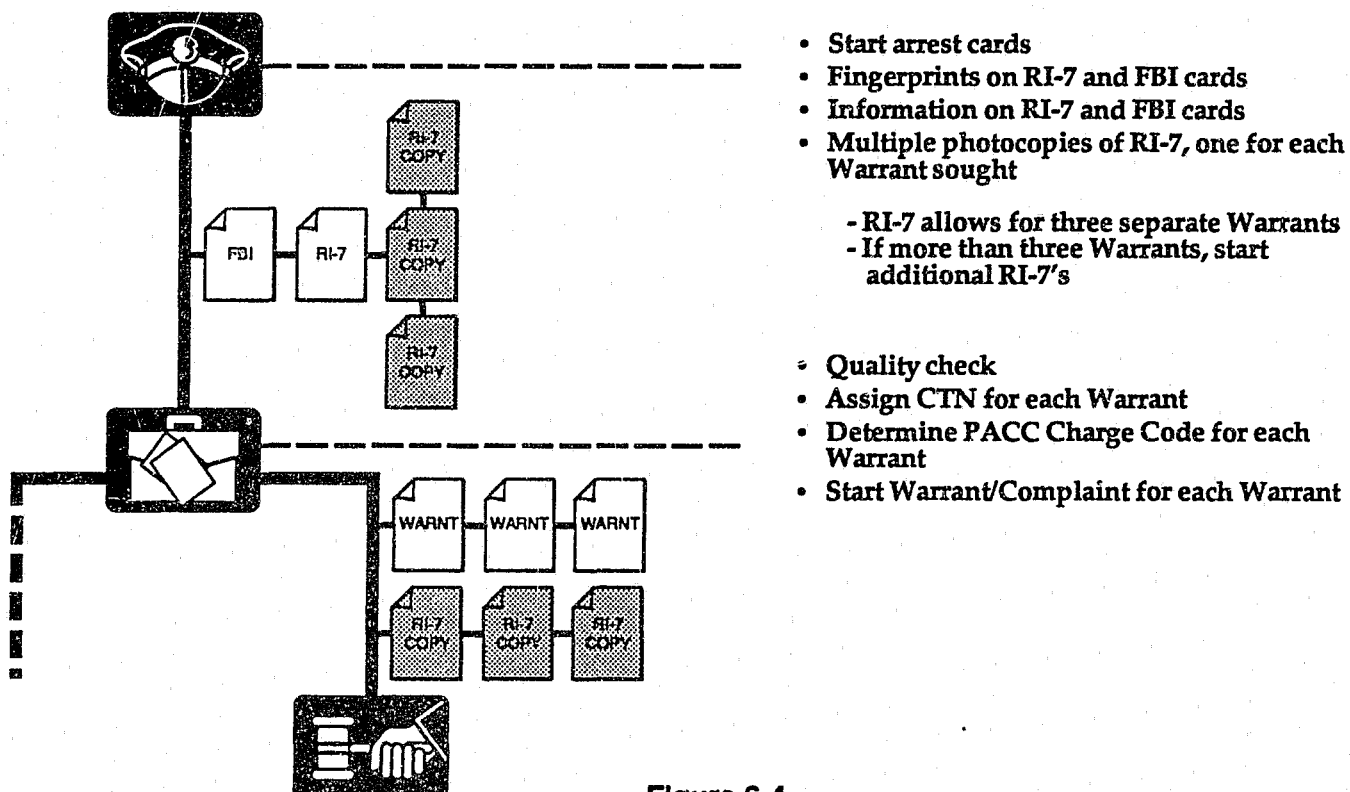 • Start arrest cards
• Fingerprints on RI-7 and FBI cards
• Information on RI-7 and FBI cards
• Multiple photocopies of RI-7, one for each
Warrant sought
- RI-7 allows for three separate Warrants
- If more than three Warrants, start
additional RI-7's
RI-7
COPY
FBI
RI-7
RI-7
COPY
RI-7
COPY
• Quality check
• Assign CTN for each Warrant
• Determine PACC Charge Code for each
Warrant
• Start Warrant/Complaint for each Warrant
WARNT
WARNT
WARNT
RI-7
COPY
RI-7
COPY
RI-7
COPY